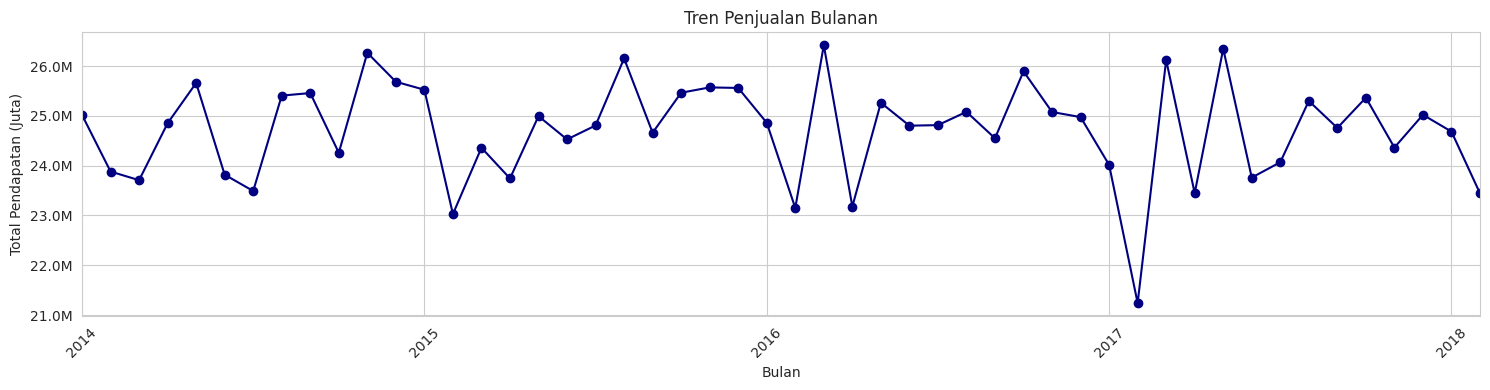 Tren Penjualan Bulanan
Total Pendapatan (Juta)
26.0M
25.0M
24.0M
23.0M
22.0M
21.0M
2014
2015
2016
2017
2018
Bulan